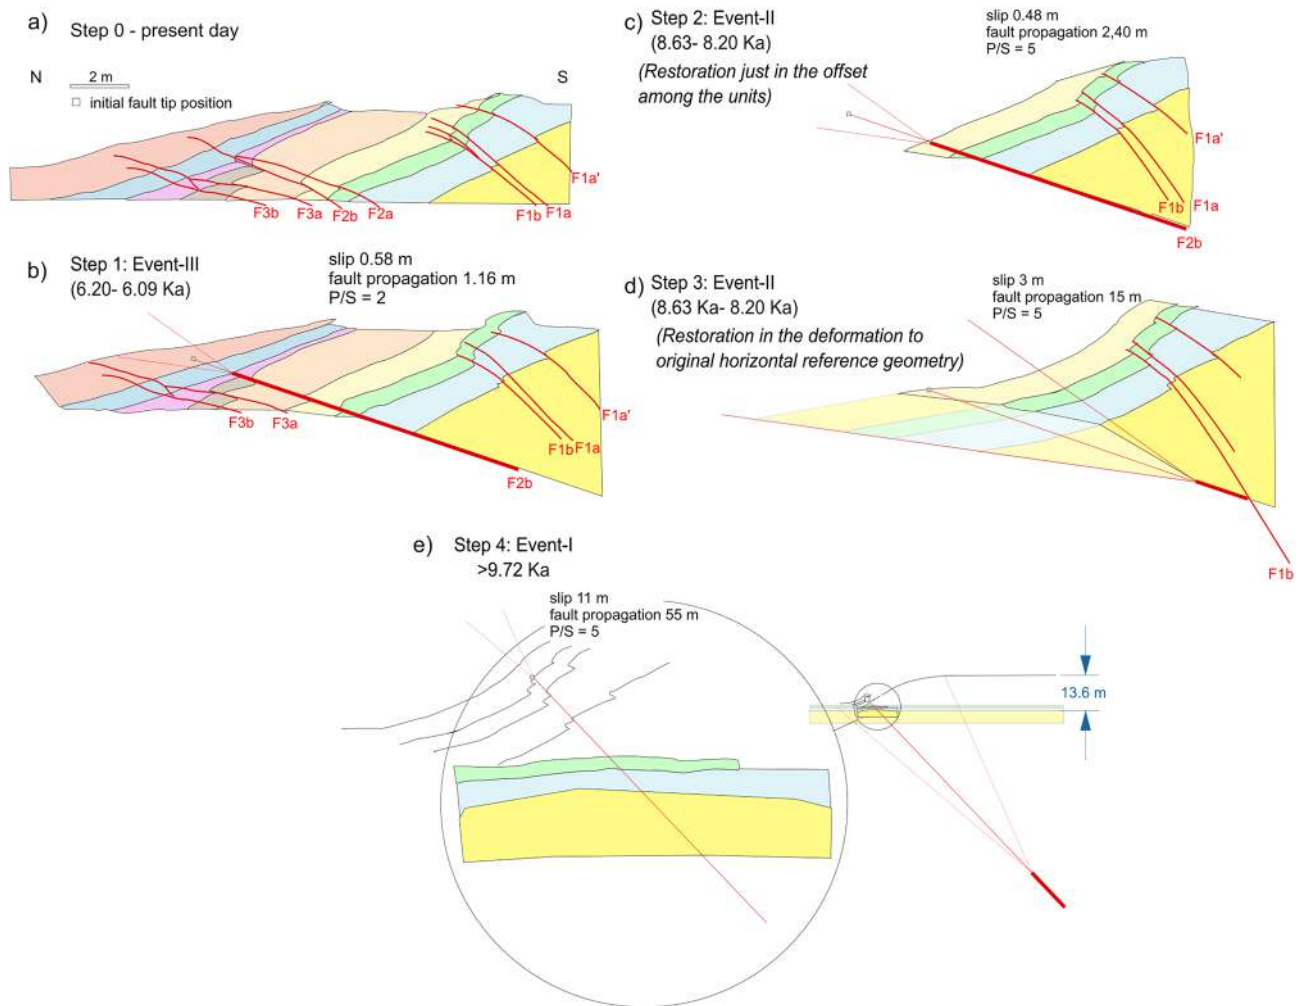 a)
Step 0 - present day
N
2 m
S
initial fault tip position
F1a'
F3b
F3a
F2b
F2a
F1b
F1a
b)
Step 1: Event-III
(6.20- 6.09 Ka)
slip 0.58 m
fault propagation 1.16 m
P/S = 2
F3b
F3a
F1a'
F1b
F1a
F2b
c)
Step 2: Event-II
(8.63- 8.20 Ka)
(Restoration just in the offset
among the units)
slip 0.48 m
fault propagation 2,40 m
P/S = 5
F1a'
F1b
F1a
F2b
d)
Step 3: Event-II
(8.63 Ka- 8.20 Ka)
(Restoration in the deformation to
original horizontal reference geometry)
slip 3 m
fault propagation 15 m
P/S = 5
F1b
e)
Step 4: Event-I
>9.72 Ka
slip 11 m
fault propagation 55 m
P/S = 5
13.6 m